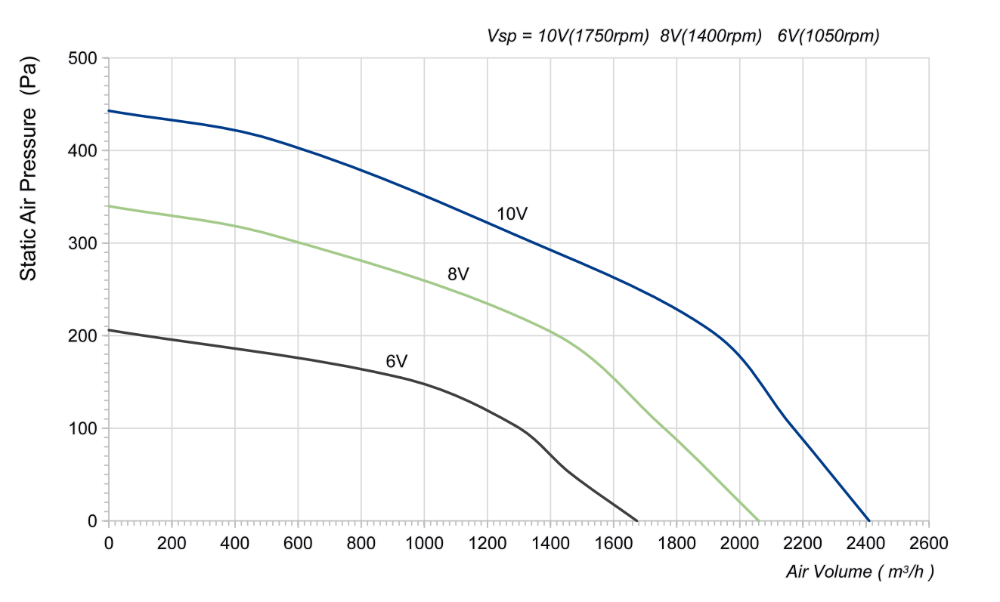 Vsp = 10V(1750rpm) 8V(1400rpm) 6V(1050rpm)
Static Air Pressure (Pa)
500
400
300
200
100
0
10V
8V
6V
0 200 400 600 800 1000 1200 1400 1600 1800 2000 2200 2400 2600
Air Volume ( m³/h )